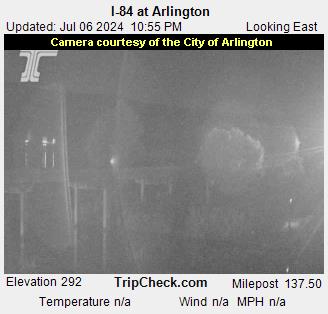 I-84 at Arlington
Updated: Jul 06 2024 10:55 PM Looking East
Camera courtesy of the City of Arlington
Elevation 292 TripCheck.com Milepost 137.50
Temperature n/a Wind n/a MPH n/a